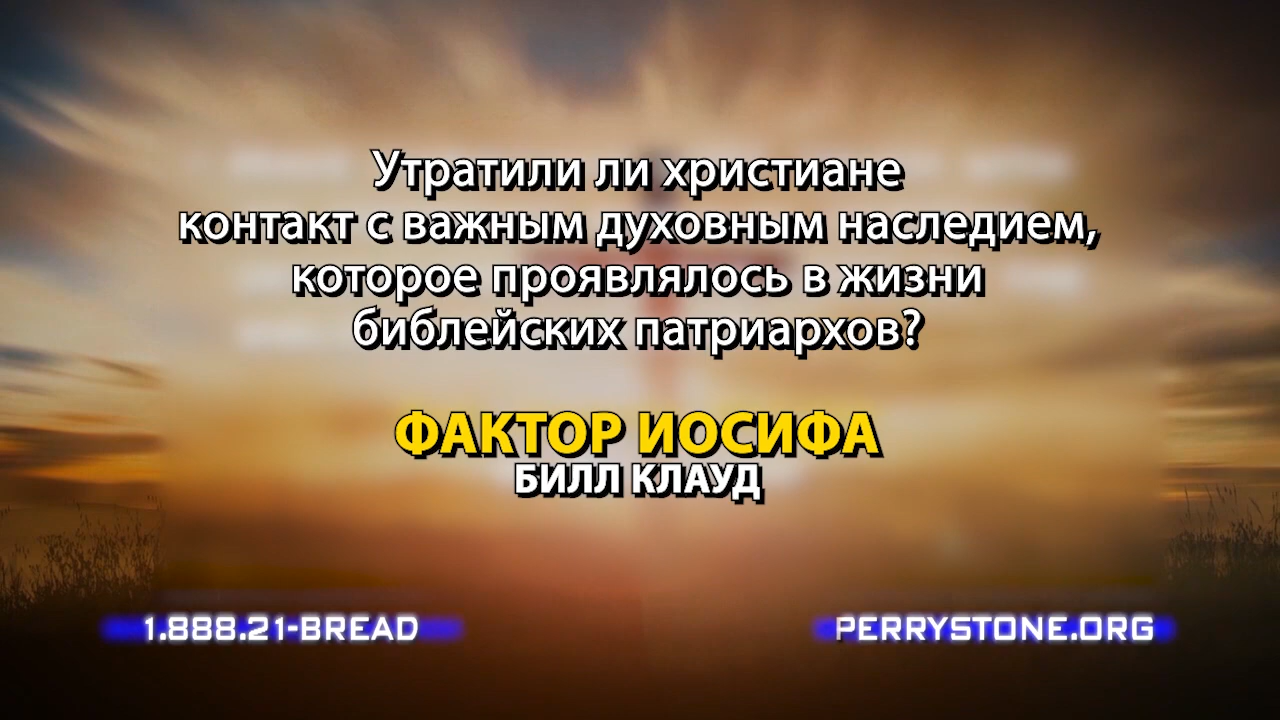 Утратили ли христиане
контакт с важным духовным наследием,
которое проявлялось в жизни
библейских патриархов?
ФАКТОР ИОСИФА
БИЛЛ КЛАУД
1.888.21-BREAD
PERRYSTONE.ORG